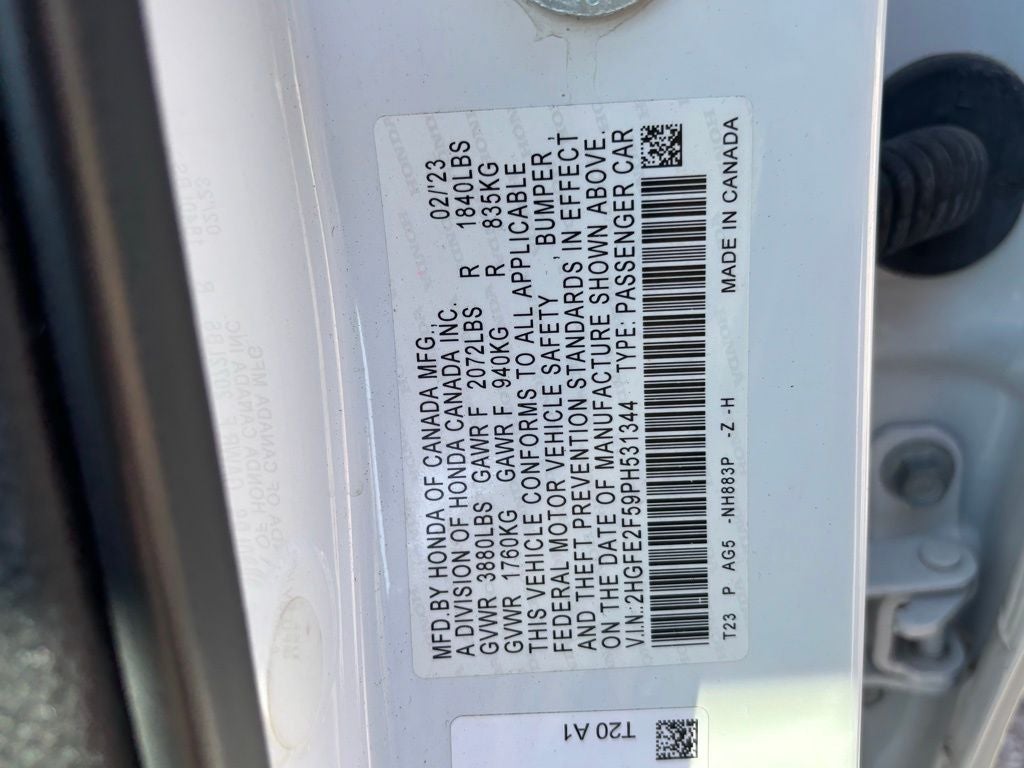 MFD.BY HONDA OF CANADA MFG., 02/'23
A DIVISION OF HONDA CANADA INC.
GVWR 3880LBS GAWR F 2072LBS R 1840LBS
GVWR 1760KG GAWR F 940KG R 835KG
THIS VEHICLE CONFORMS TO ALL APPLICABLE
FEDERAL MOTOR VEHICLE SAFETY , BUMPER,
AND THEFT PREVENTION STANDARDS IN EFFECT
ON THE DATE OF MANUFACTURE SHOWN ABOVE.
V.I.N.:2HGFE2F59PH531344 TYPE: PASSENGER CAR
T23 P AG5 -NH883P -Z -H MADE IN CANADA
T20 A1